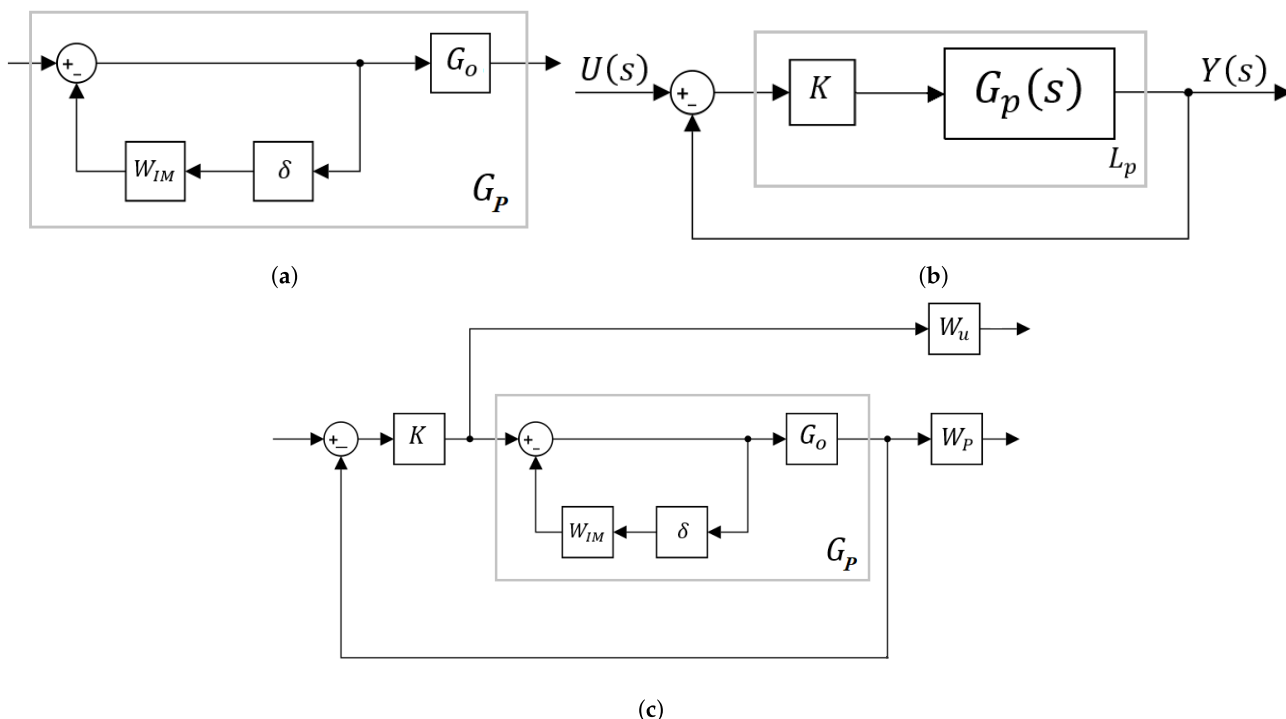 +
-
G_o
W_IM
δ
G_P
(a)
U(s)
+
-
K
G_p(s)
Y(s)
L_p
(b)
W_u
+
-
K
+
-
G_o
W_P
W_IM
δ
G_P
(c)